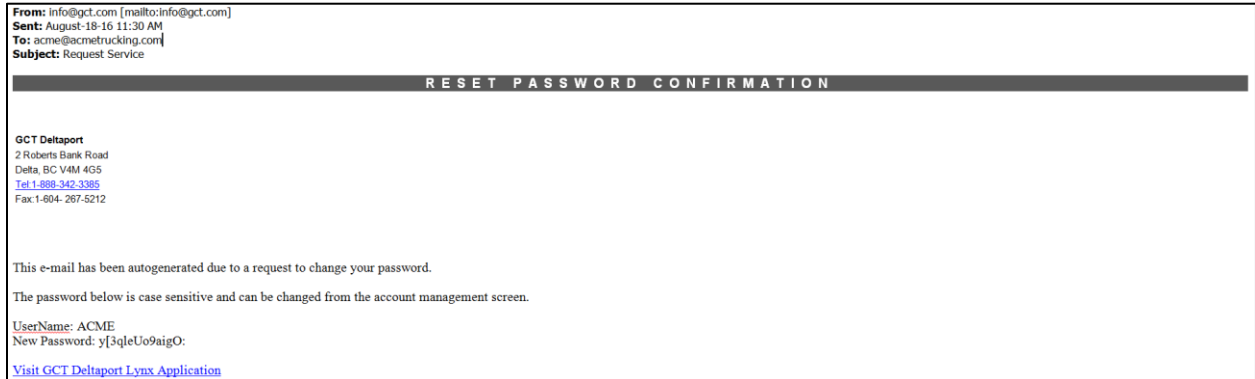 From: info@gct.com [mailto:info@gct.com]
Sent: August-18-16 11:30 AM
To: acme@acmetrucking.com
Subject: Request Service
RESET PASSWORD CONFIRMATION
GCT Deltaport
2 Roberts Bank Road
Delta, BC V4M 4G5
Tel:1-888-342-3385
Fax:1-604- 267-5212
This e-mail has been autogenerated due to a request to change your password.
The password below is case sensitive and can be changed from the account management screen.
UserName: ACME
New Password: y[3qleUo9aigO:
Visit GCT Deltaport Lynx Application